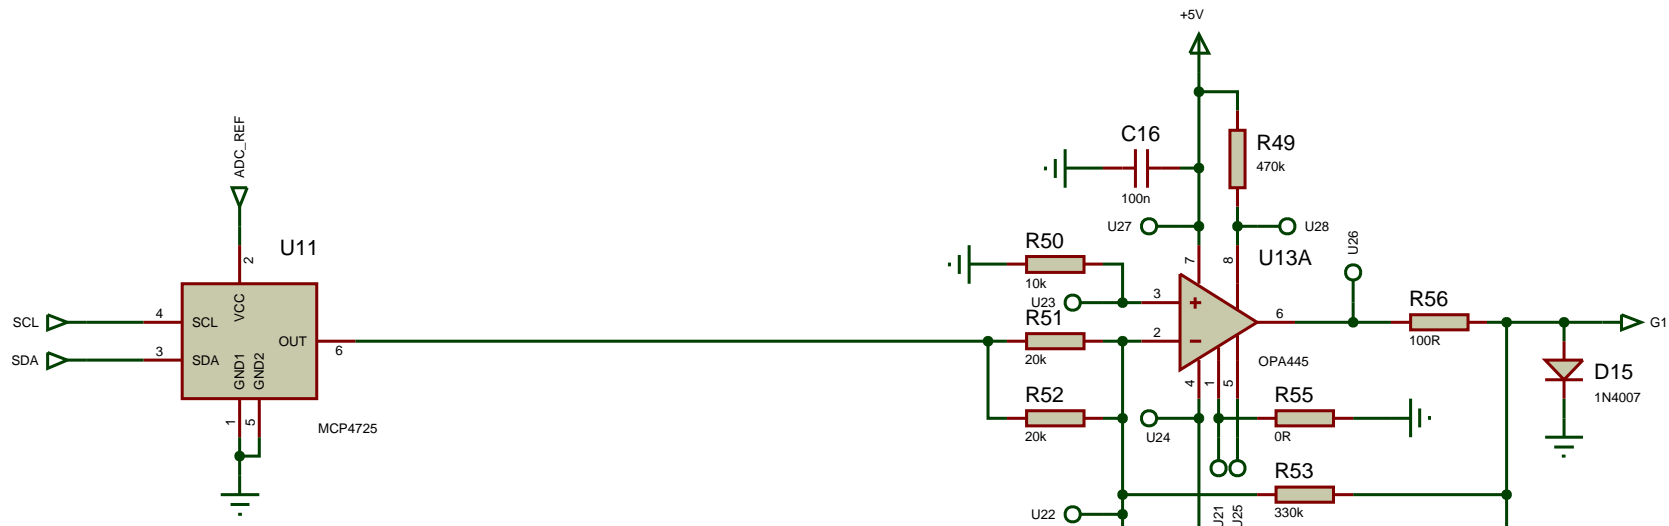 +5V
ADC_REF
C16
100n
R49
470k
U27
U28
U26
U11
2
VCC
SCL
4
SCL
SDA
3
SDA
OUT
6
GND1
GND2
1
5
MCP4725
R50
10k
U23
R51
20k
R52
20k
7
8
U13A
3
2
6
OPA445
4
1
5
U24
R55
0R
R53
330k
U21
U25
U22
R56
100R
G1
D15
1N4007